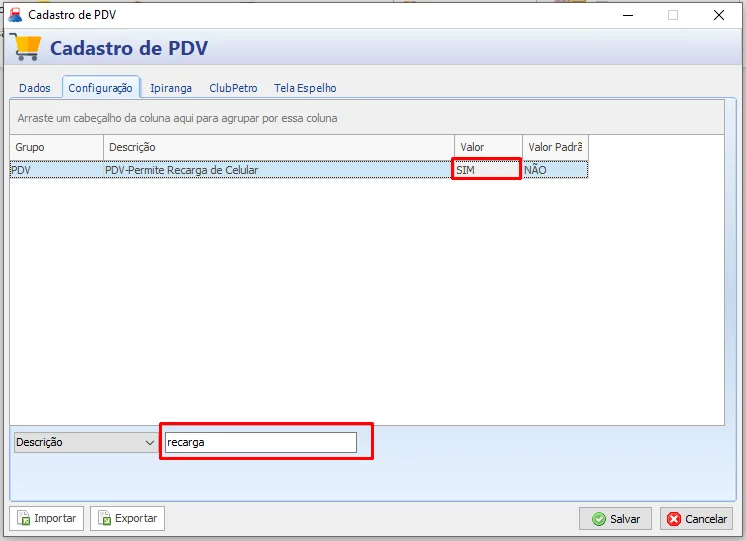 Cadastro de PDV
Cadastro de PDV
Dados Configuração Ipiranga ClubPetro Tela Espelho
Arraste um cabeçalho da coluna aqui para agrupar por essa coluna
Grupo Descrição Valor Valor Padrã
PDV PDV-Permite Recarga de Celular SIM NÃO
Descrição recarga
Importar Exportar Salvar Cancelar